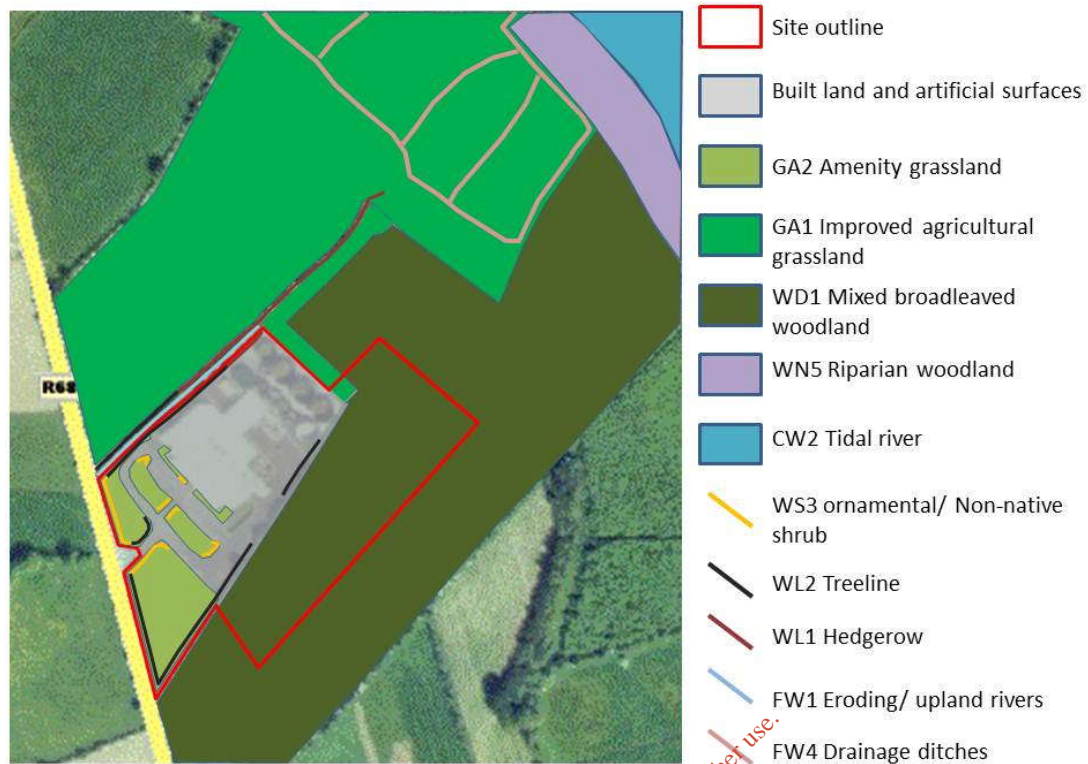 Site outline
Built land and artificial surfaces
GA2 Amenity grassland
GA1 Improved agricultural
grassland
WD1 Mixed broadleaved
woodland
WN5 Riparian woodland
R68
CW2 Tidal river
WS3 ornamental/ Non-native
shrub
WL2 Treeline
WL1 Hedgerow
FW1 Eroding/ upland rivers
use.
FW4 Drainage ditches